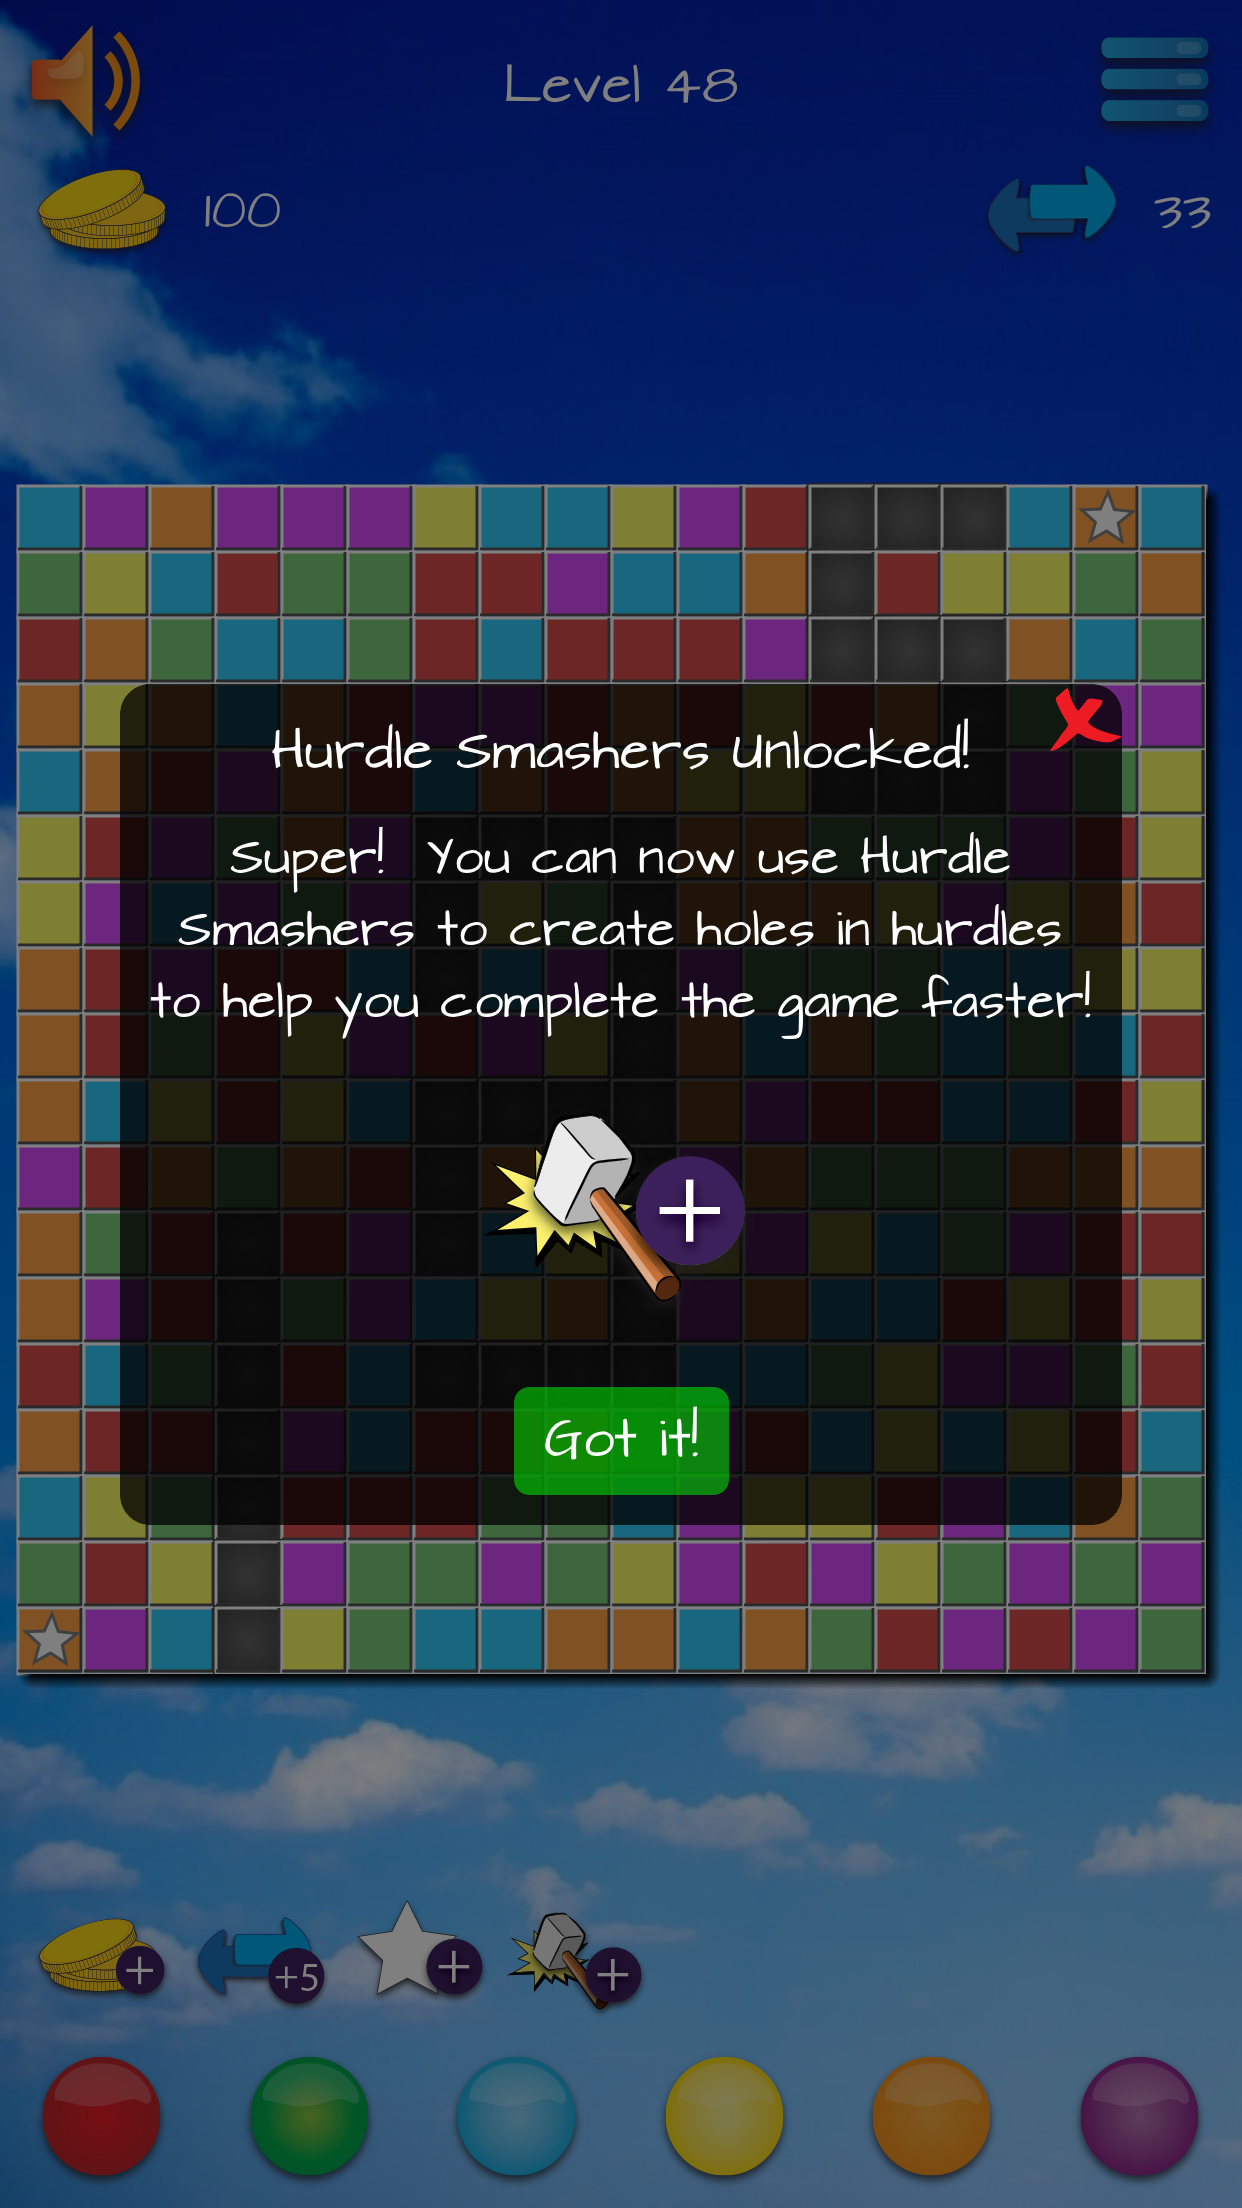 Level 48
100
33
Hurdle Smashers Unlocked!
Super! You can now use Hurdle
Smashers to create holes in hurdles
to help you complete the game faster!
+
Got it!
+
+5
+
+